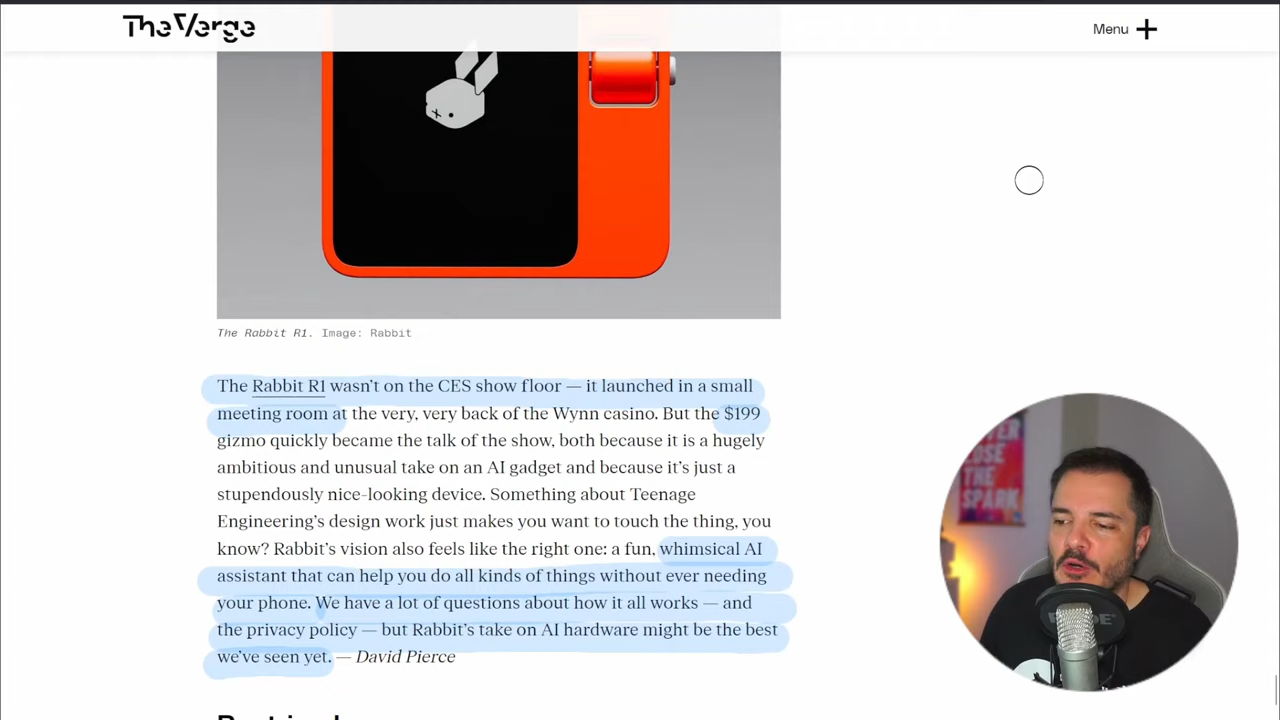 The Verge
Menu
The Rabbit R1. Image: Rabbit
The Rabbit R1 wasn't on the CES show floor — it launched in a small
meeting room at the very, very back of the Wynn casino. But the $199
gizmo quickly became the talk of the show, both because it is a hugely
ambitious and unusual take on an AI gadget and because it's just a
stupendously nice-looking device. Something about Teenage
Engineering's design work just makes you want to touch the thing, you
know? Rabbit's vision also feels like the right one: a fun, whimsical AI
assistant that can help you do all kinds of things without ever needing
your phone. We have a lot of questions about how it all works — and
the privacy policy — but Rabbit's take on AI hardware might be the best
we've seen yet. — David Pierce
THE
SPARK